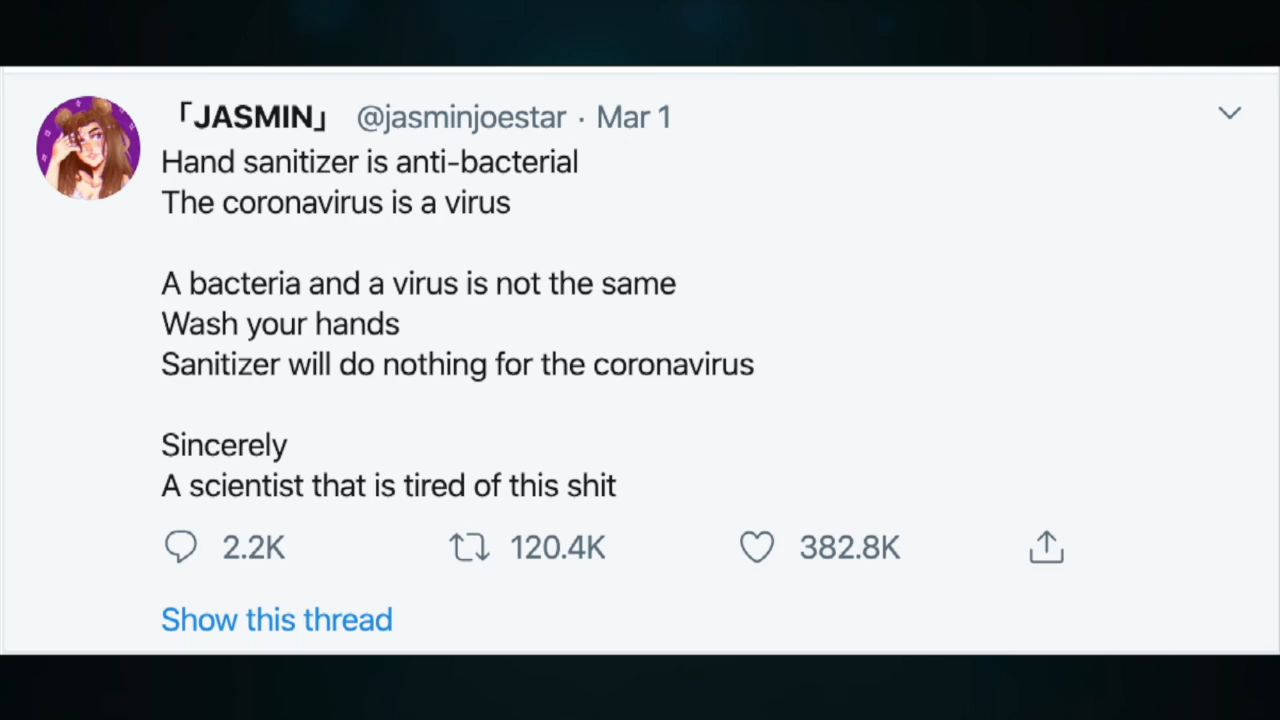 「JASMIN」 @jasminjoestar · Mar 1
Hand sanitizer is anti-bacterial
The coronavirus is a virus
A bacteria and a virus is not the same
Wash your hands
Sanitizer will do nothing for the coronavirus
Sincerely
A scientist that is tired of this shit
2.2K 120.4K 382.8K
Show this thread